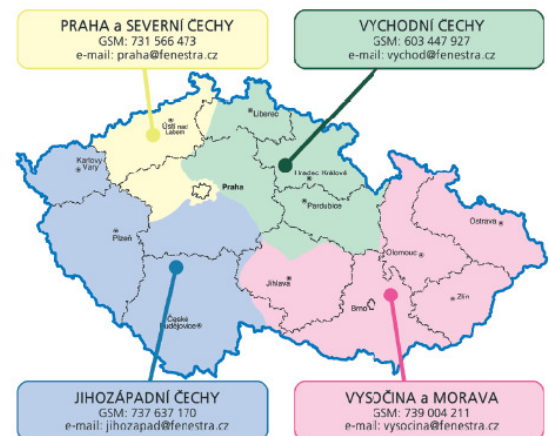 PRAHA a SEVERNÍ ČECHY
GSM: 731 566 473
e-mail: praha@fenestra.cz
VYCHODNÍ ČECHY
GSM: 603 447 927
e-mail: vychod@fenestra.cz
Liberec
Ústí nad
Labem
Karlovy
Vary
Hradec Králové
Praha
Pardubice
Plzeň
Ostrava
Olomouc
Jihlava
Zlín
Brno
České
Budějovice
JIHOZÁPADNÍ ČECHY
GSM: 737 637 170
e-mail: jihozapad@fenestra.cz
VYSOČINA a MORAVA
GSM: 739 004 211
e-mail: vysocina@fenestra.cz